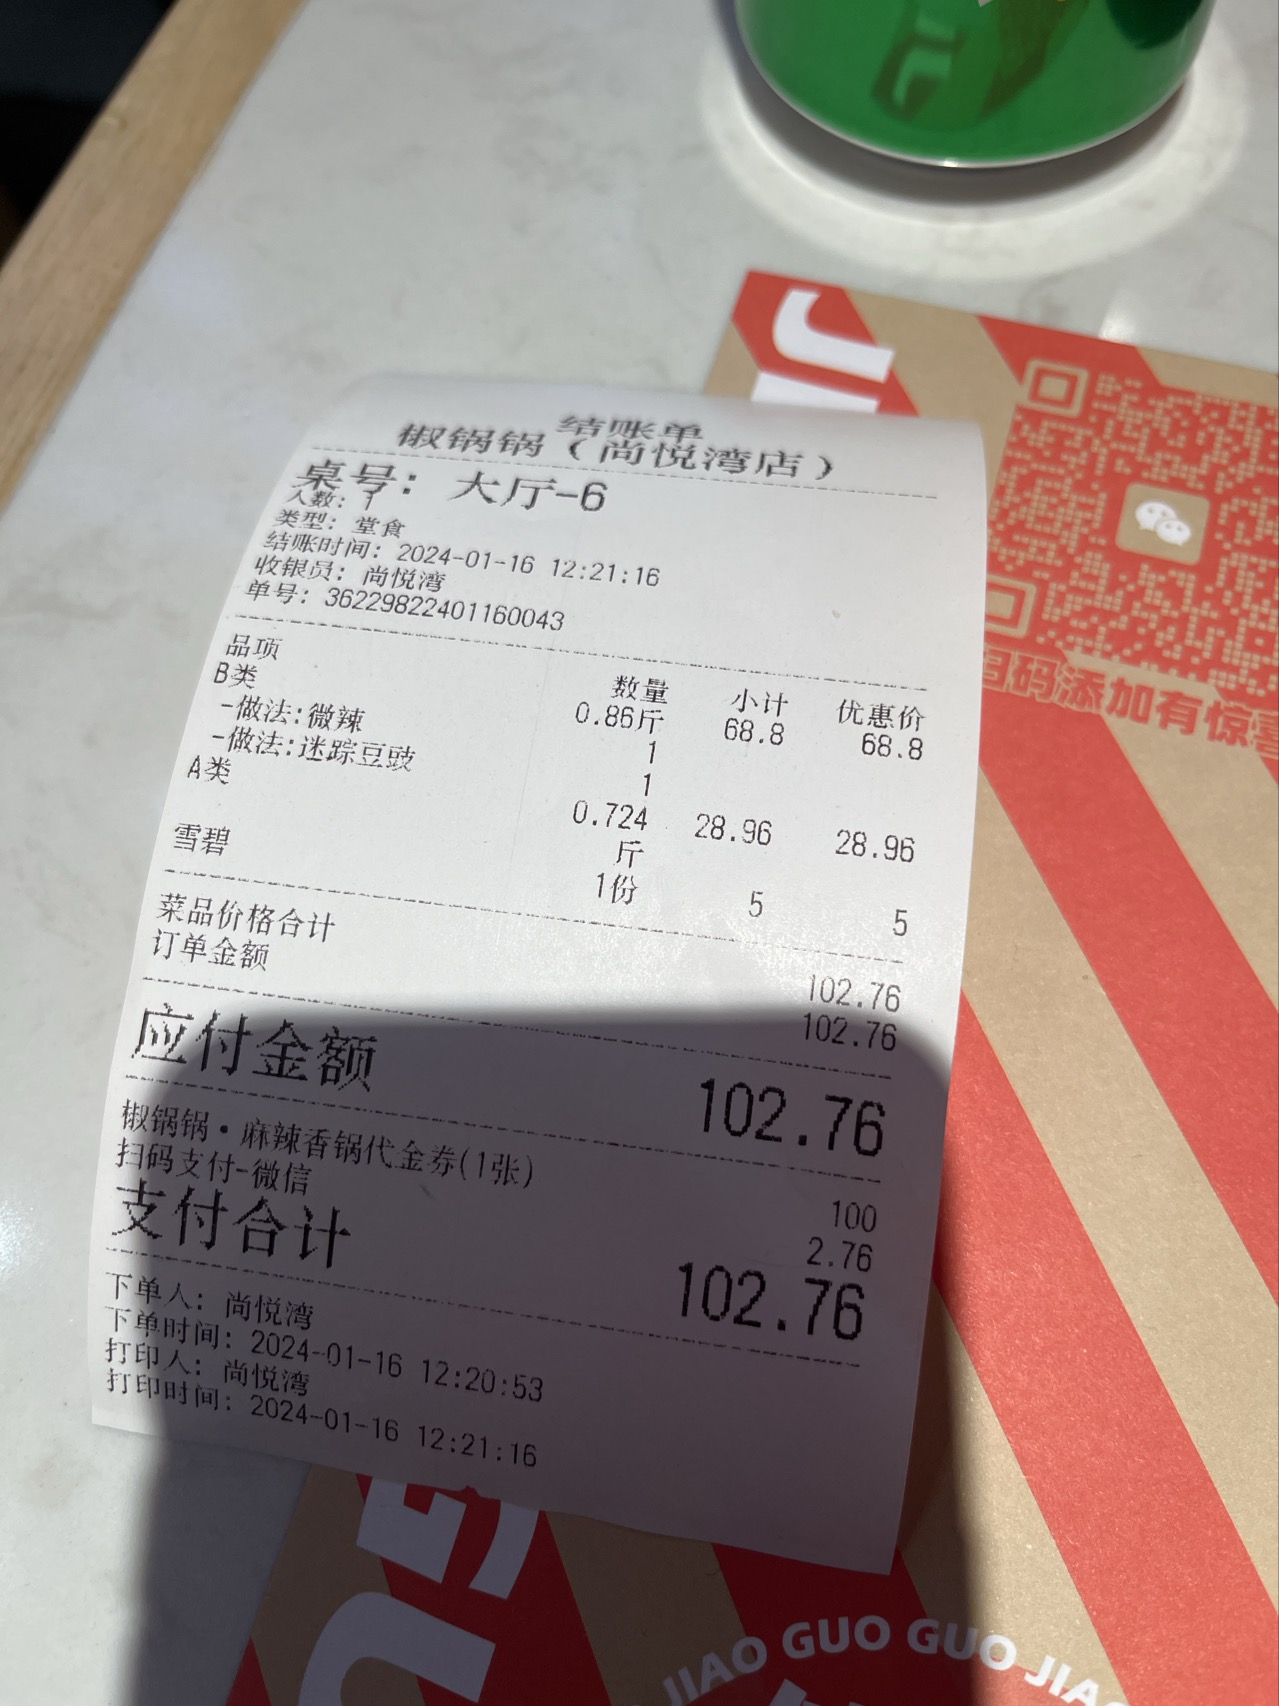 结账单
椒锅锅（尚悦湾店）
桌号: 大厅-6
人数: 1
类型: 堂食
结账时间: 2024-01-16 12:21:16
收银员: 尚悦湾
单号: 36229822401160043
品项 数量 小计 优惠价
B类 0.86斤 68.8 68.8
-做法:微辣 1
-做法:迷踪豆豉 1
A类 0.724斤 28.96 28.96
雪碧 1份 5 5
菜品价格合计 102.76
订单金额 102.76
应付金额 102.76
椒锅锅·麻辣香锅代金券(1张) 100
扫码支付-微信 2.76
支付合计 102.76
下单人: 尚悦湾
下单时间: 2024-01-16 12:20:53
打印人: 尚悦湾
打印时间: 2024-01-16 12:21:16
扫码添加有惊喜
JIAO GUO GUO JIA